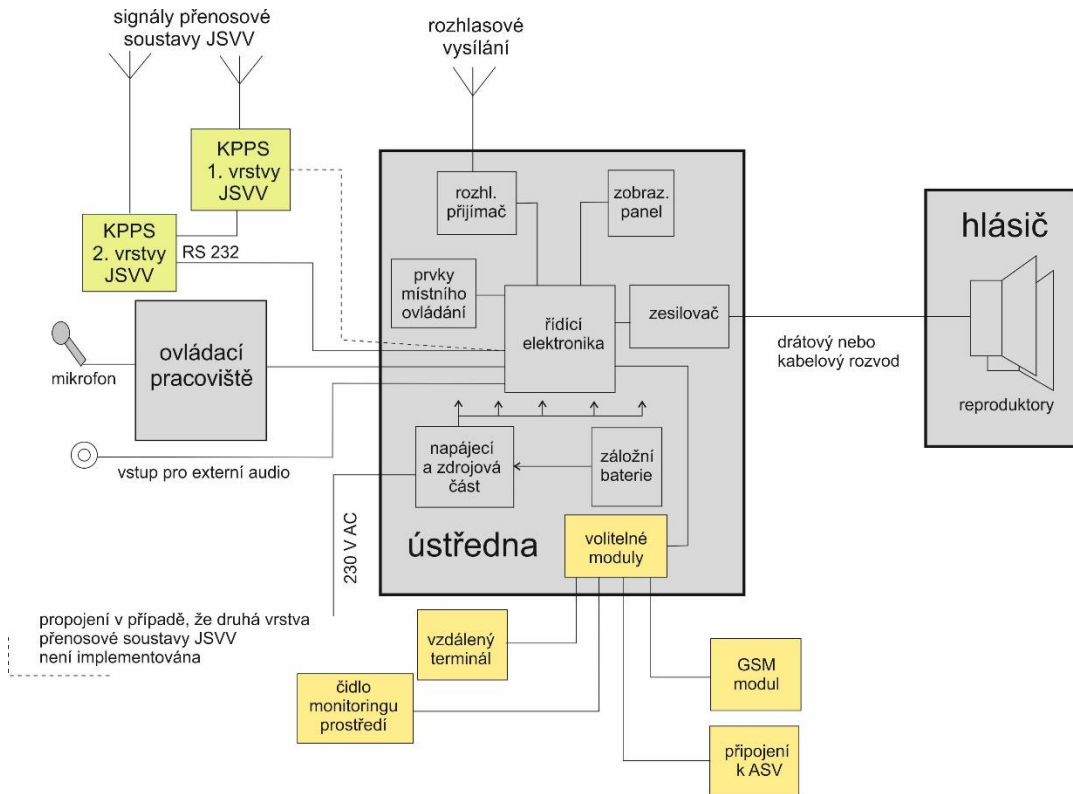 signály přenosové
soustavy JSVV
rozhlasové
vysílání
KPPS
1. vrstvy
JSVV
KPPS
2. vrstvy
JSVV
RS 232
rozhl.
přijímač
zobraz.
panel
hlásič
prvky
místního
ovládání
řídící
elektronika
zesilovač
drátový nebo
kabelový rozvod
reproduktory
mikrofon
ovládací
pracoviště
vstup pro externí audio
napájecí
a zdrojová
část
záložní
baterie
230 V AC
ústředna
volitelné
moduly
propojení v případě, že druhá vrstva
přenosové soustavy JSVV
není implementována
vzdálený
terminál
GSM
modul
čidlo
monitoringu
prostředí
připojení
k ASV